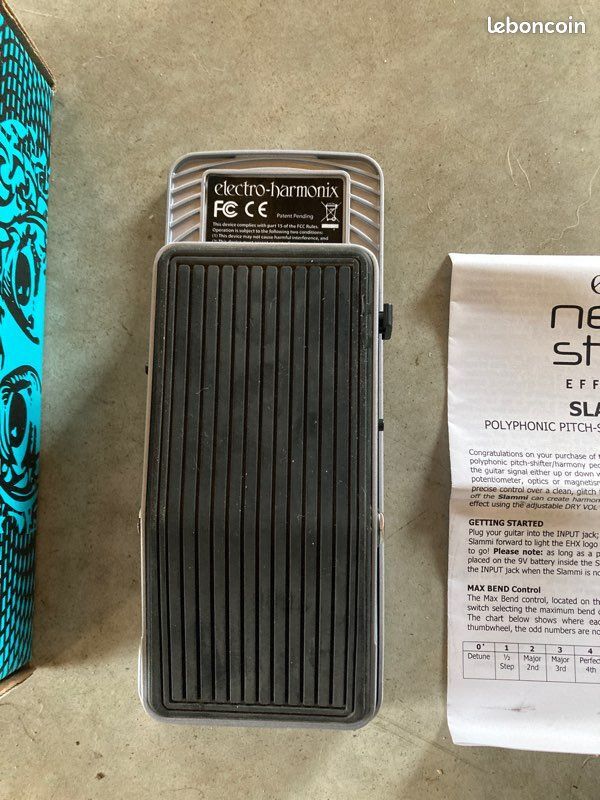 leboncoin
electro-harmonix
FC CE Patent Pending
This device complies with part 15 of the FCC Rules.
Operation is subject to the following two conditions:
(1) This device may not cause harmful interference, and
EFF
SLA
POLYPHONIC PITCH-S
Congratulations on your purchase of t
polyphonic pitch-shifter/harmony ped
the guitar signal either up or down w
potentiometer, optics or magnetism
precise control over a clean, glitch
off the Slammi can create harmon
effect using the adjustable DRY VOL
GETTING STARTED
Plug your guitar into the INPUT jack;
Slammi forward to light the EHX logo
to go! Please note: as long as a p
placed on the 9V battery inside the S
the INPUT jack when the Slammi is no
MAX BEND Control
The Max Bend control, located on th
switch selecting the maximum bend o
The chart below shows where eac
thumbwheel, the odd numbers are no
0* 1 2 3 4
Detune ½ Step Major 2nd Major 3rd Perfec 4th